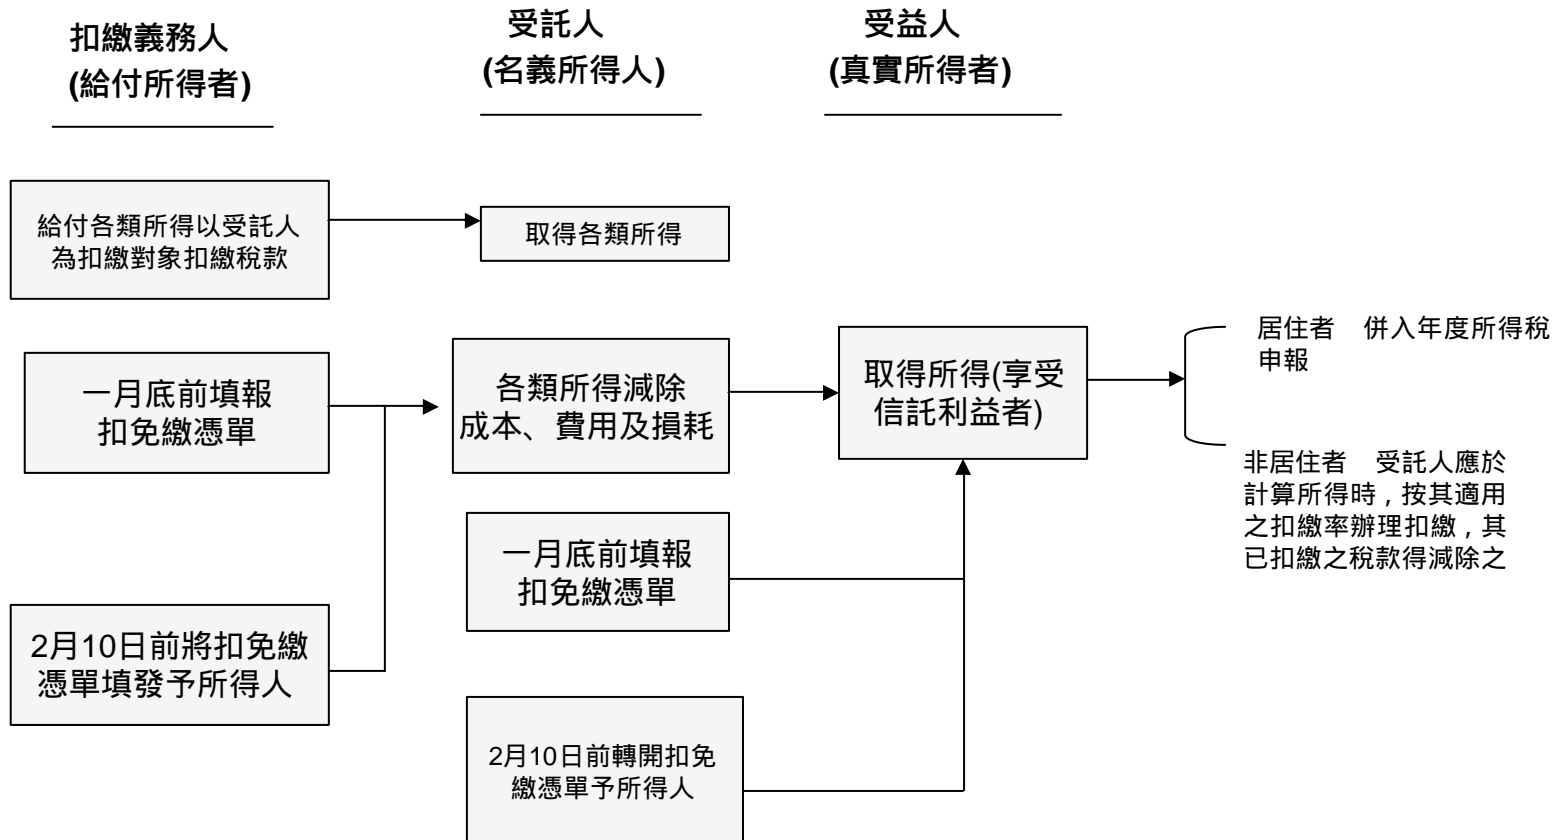 扣繳義務人
(給付所得者)
受託人
(名義所得人)
受益人
(真實所得者)
給付各類所得以受託人
為扣繳對象扣繳稅款
取得各類所得
一月底前填報
扣免繳憑單
各類所得減除
成本、費用及損耗
取得所得(享受
信託利益者)
居住者　併入年度所得稅
申報
非居住者　受託人應於
計算所得時，按其適用
之扣繳率辦理扣繳，其
已扣繳之稅款得減除之
一月底前填報
扣免繳憑單
2月10日前將扣免繳
憑單填發予所得人
2月10日前轉開扣免
繳憑單予所得人